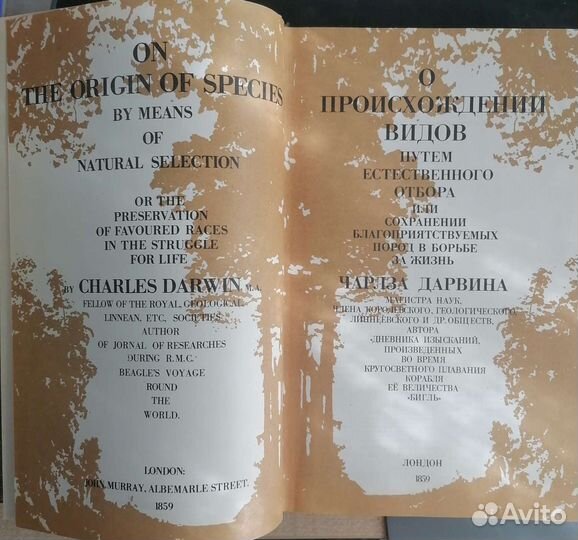 ON
THE ORIGIN OF SPECIES
BY MEANS
OF
NATURAL SELECTION
OR THE
PRESERVATION
OF FAVOURED RACES
IN THE STRUGGLE
FOR LIFE
BY CHARLES DARWIN, M.A.
FELLOW OF THE ROYAL, GEOLOGICAL,
LINNEAN, ETC, SOCIETIES
AUTHOR
OF JORNAL OF RESEARCHES
DURING R.M.C.
BEAGLE'S VOYAGE
ROUND
THE
WORLD.
LONDON:
JOHN MURRAY, ALBEMARLE STREET.
1859
О
ПРОИСХОЖДЕНИИ
ВИДОВ
ПУТЕМ
ЕСТЕСТВЕННОГО
ОТБОРА
ИЛИ
СОХРАНЕНИИ
БЛАГОПРИЯТСТВУЕМЫХ
ПОРОД В БОРЬБЕ
ЗА ЖИЗНЬ
ЧАРЛЗА ДАРВИНА
МАГИСТРА НАУК,
ЧЛЕНА КОРОЛЕВСКОГО, ГЕОЛОГИЧЕСКОГО,
ЛИННЕЕВСКОГО И ДР. ОБЩЕСТВ,
АВТОРА
«ДНЕВНИКА ИЗЫСКАНИЙ,
ПРОИЗВЕДЕННЫХ
ВО ВРЕМЯ
КРУГОСВЕТНОГО ПЛАВАНИЯ
КОРАБЛЯ
ЕЁ ВЕЛИЧЕСТВА
«БИГЛЬ»
ЛОНДОН
1859
Avito